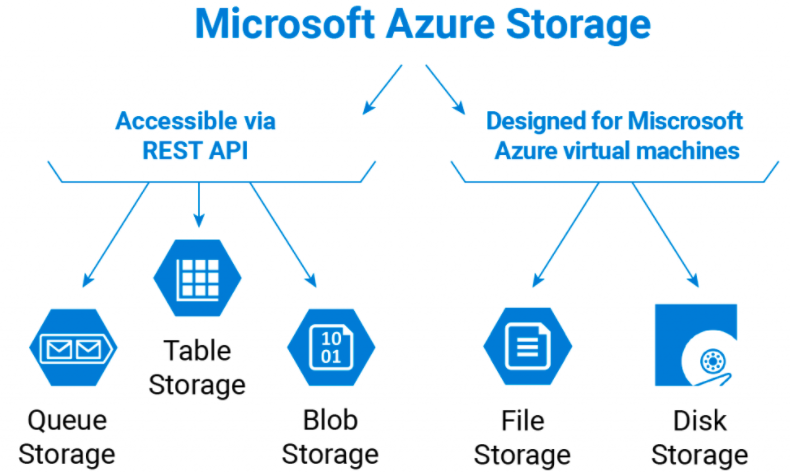 Microsoft Azure Storage
Accessible via
REST API
Designed for Miscrosoft
Azure virtual machines
10
01
Table
Storage
Queue
Storage
Blob
Storage
File
Storage
Disk
Storage